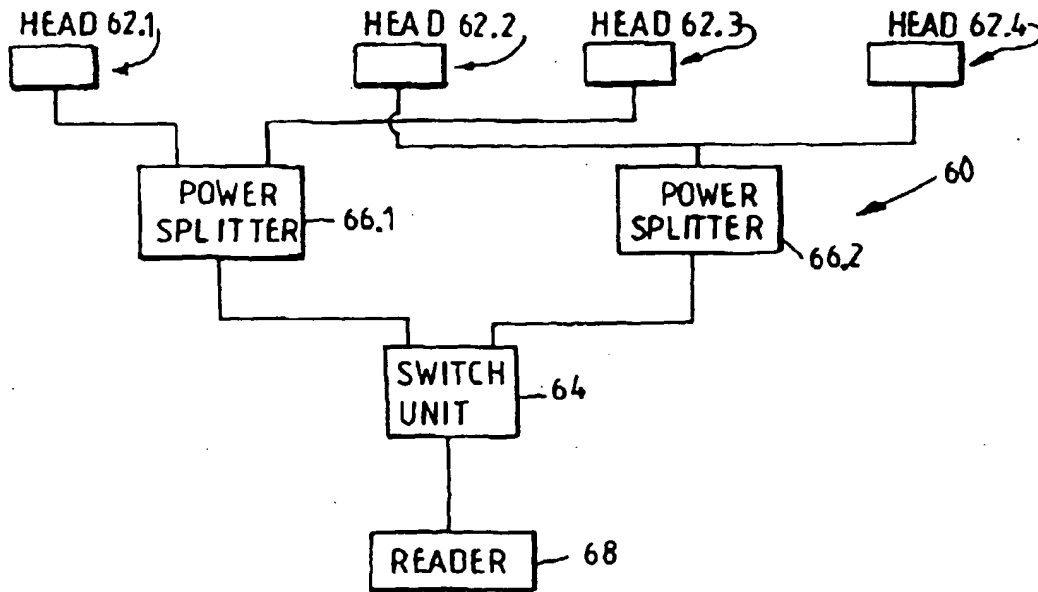 HEAD 62.1
HEAD 62.2
HEAD 62.3
HEAD 62.4
POWER
SPLITTER
66.1
POWER
SPLITTER
66.2
60
SWITCH
UNIT
64
READER
68